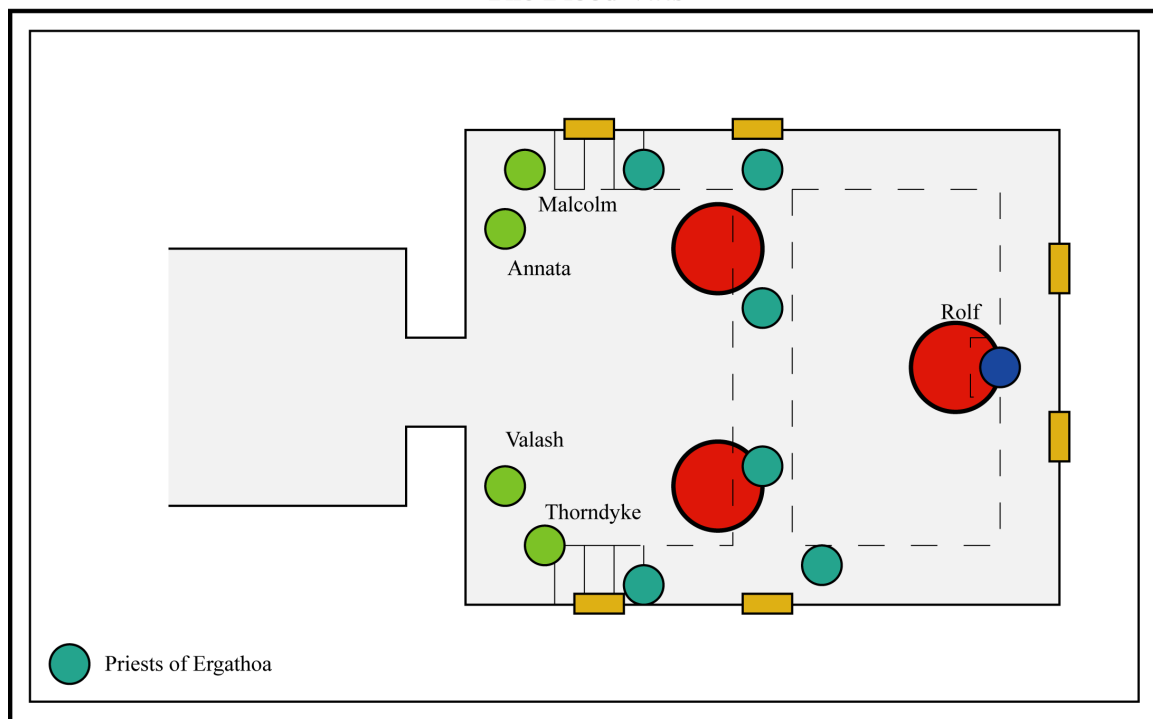 Malcolm
Annata
Rolf
Valash
Thorndyke
Priests of Ergathoa